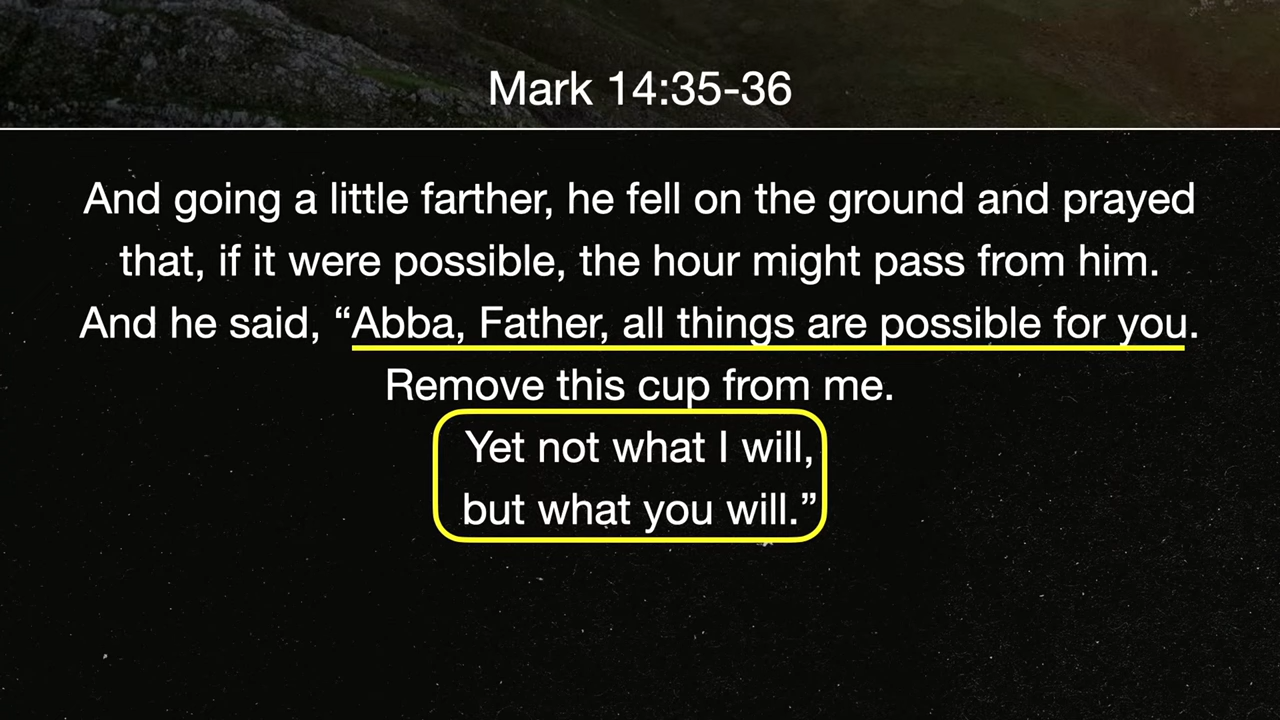 Mark 14:35-36
And going a little farther, he fell on the ground and prayed
that, if it were possible, the hour might pass from him.
And he said, “Abba, Father, all things are possible for you.
Remove this cup from me.
Yet not what I will,
but what you will.”